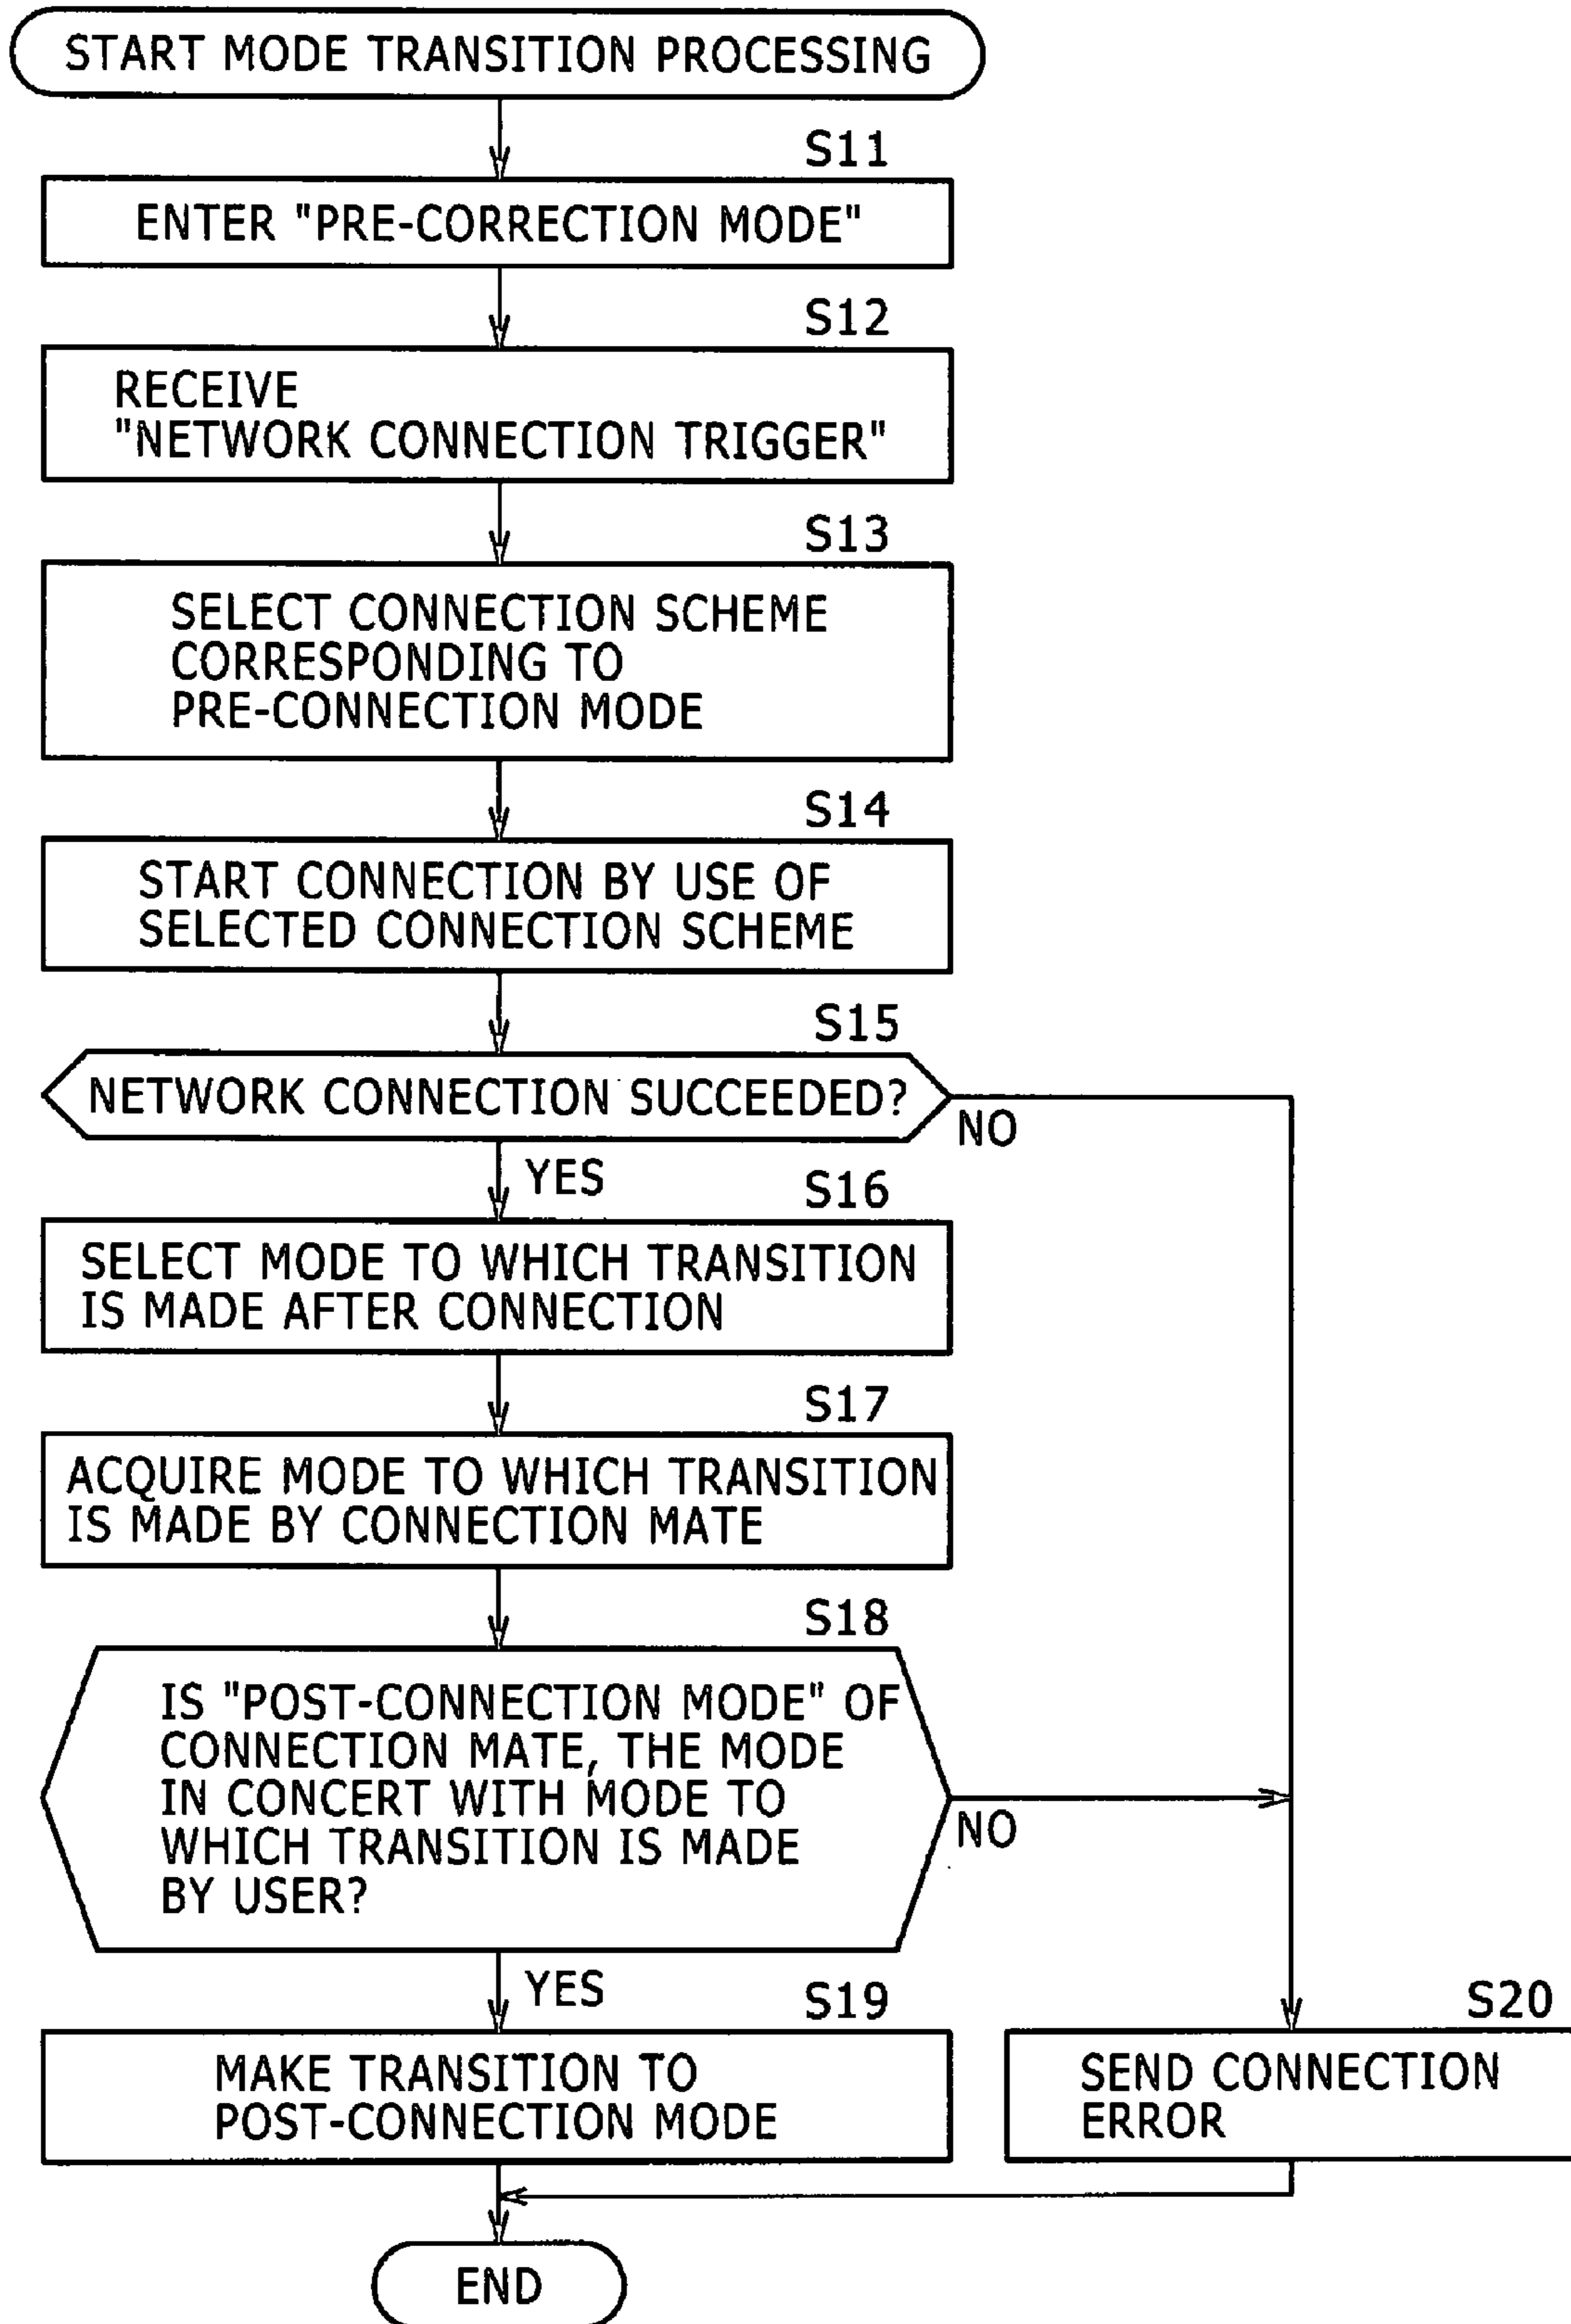 START MODE TRANSITION PROCESSING
S11
ENTER "PRE-CORRECTION MODE"
S12
RECEIVE
"NETWORK CONNECTION TRIGGER"
S13
SELECT CONNECTION SCHEME
CORRESPONDING TO
PRE-CONNECTION MODE
S14
START CONNECTION BY USE OF
SELECTED CONNECTION SCHEME
S15
NETWORK CONNECTION SUCCEEDED?
NO
YES
S16
SELECT MODE TO WHICH TRANSITION
IS MADE AFTER CONNECTION
S17
ACQUIRE MODE TO WHICH TRANSITION
IS MADE BY CONNECTION MATE
S18
IS "POST-CONNECTION MODE" OF
CONNECTION MATE, THE MODE
IN CONCERT WITH MODE TO
WHICH TRANSITION IS MADE
BY USER?
NO
YES
S19
MAKE TRANSITION TO
POST-CONNECTION MODE
S20
SEND CONNECTION
ERROR
END